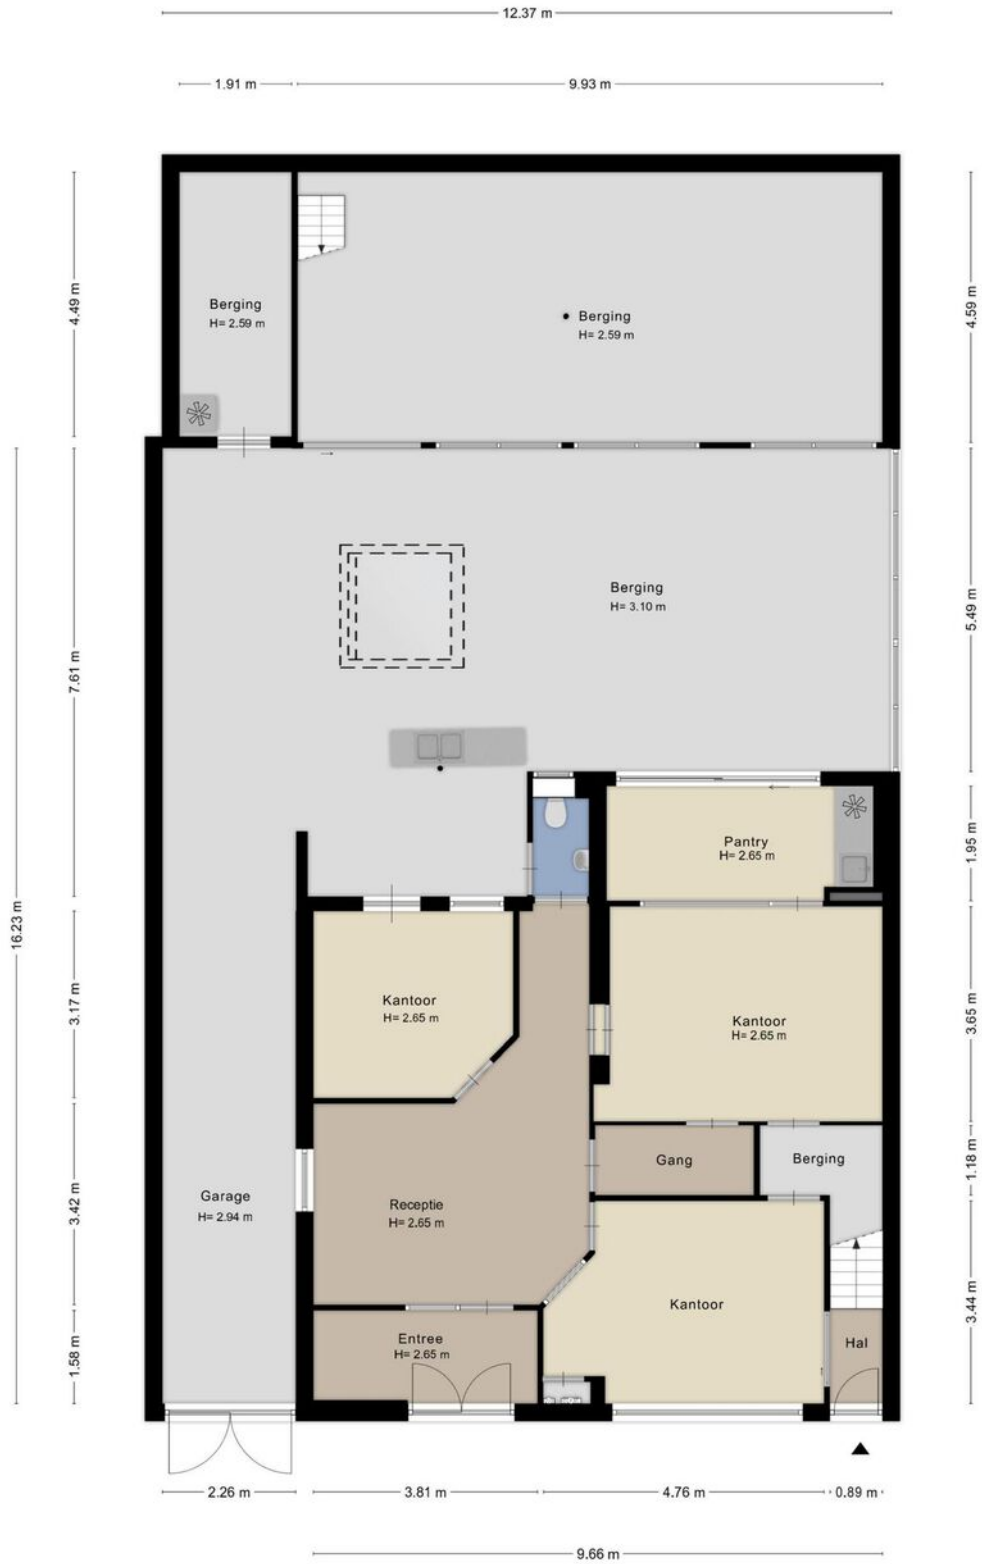 12.37 m
1.91 m
9.93 m
4.49 m
4.59 m
Berging
H= 2.59 m
Berging
H= 2.59 m
7.61 m
5.49 m
Berging
H= 3.10 m
16.23 m
1.95 m
Pantry
H= 2.65 m
3.17 m
3.65 m
Kantoor
H= 2.65 m
Kantoor
H= 2.65 m
1.18 m
Gang
Berging
3.42 m
Garage
H= 2.94 m
Receptie
H= 2.65 m
3.44 m
Kantoor
1.58 m
Entree
H= 2.65 m
Hal
2.26 m
3.81 m
4.76 m
0.89 m
9.66 m